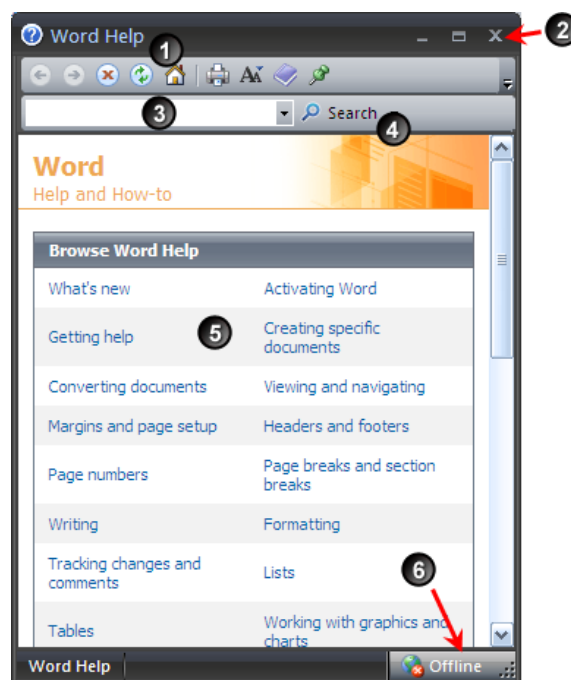 Word Help
1
2
AA
3
Search
4
Word
Help and How-to
Browse Word Help
What's new
Activating Word
Getting help
5
Creating specific
documents
Converting documents
Viewing and navigating
Margins and page setup
Headers and footers
Page numbers
Page breaks and section
breaks
Writing
Formatting
Tracking changes and
comments
Lists
6
Tables
Working with graphics and
charts
Word Help
Offline